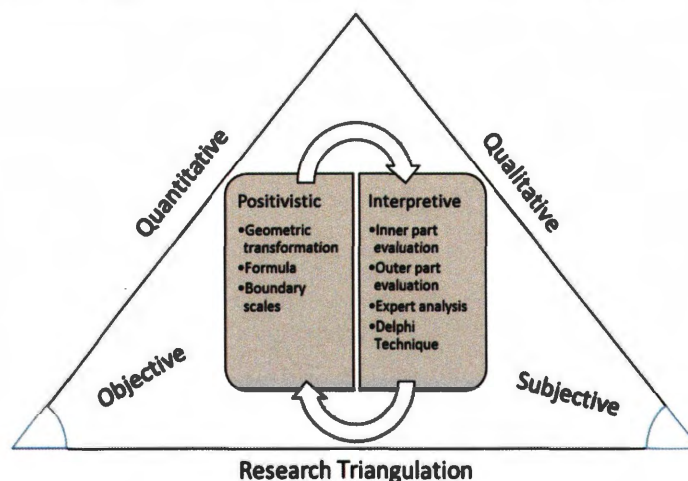 Quantitative
Qualitative
Positivistic
•Geometric
transformation
•Formula
•Boundary
scales
Interpretive
•Inner part
evaluation
•Outer part
evaluation
•Expert analysis
•Delphi
Technique
Objective
Subjective
Research Triangulation